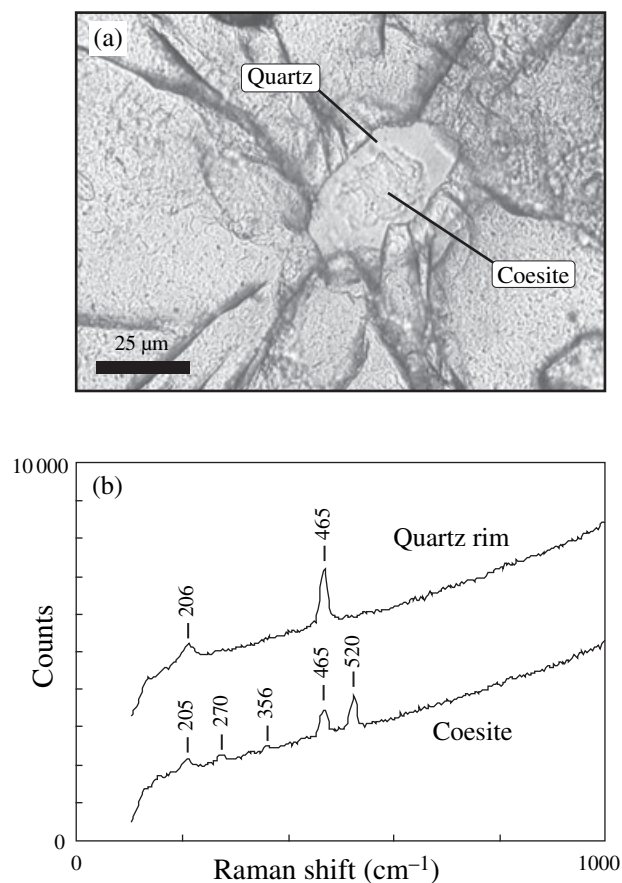 (a)
Quartz
Coesite
25 µm
(b)
10 000
Counts
0
206
465
Quartz rim
205
270
356
465
520
Coesite
0
1000
Raman shift (cm⁻¹)